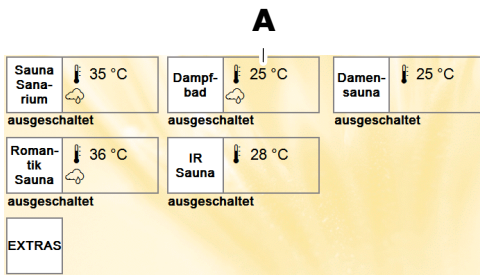 A
Sauna
Sana-
rium
35 °C
ausgeschaltet
Dampf-
bad
25 °C
ausgeschaltet
Damen-
sauna
25 °C
ausgeschaltet
Roman-
tik
Sauna
36 °C
ausgeschaltet
IR
Sauna
28 °C
ausgeschaltet
EXTRAS